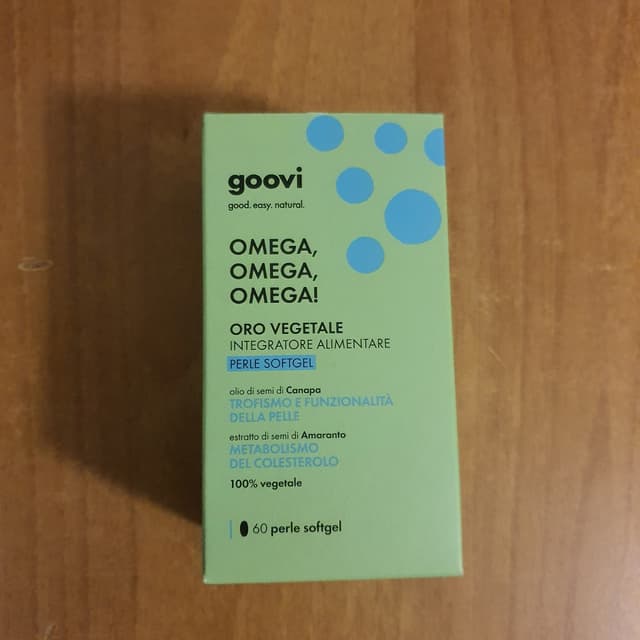 goovi
good. easy. natural.
OMEGA,
OMEGA,
OMEGA!
ORO VEGETALE
INTEGRATORE ALIMENTARE
PERLE SOFTGEL
olio di semi di Canapa
TROFISMO E FUNZIONALITÀ
DELLA PELLE
estratto di semi di Amaranto
METABOLISMO
DEL COLESTEROLO
100% vegetale
60 perle softgel